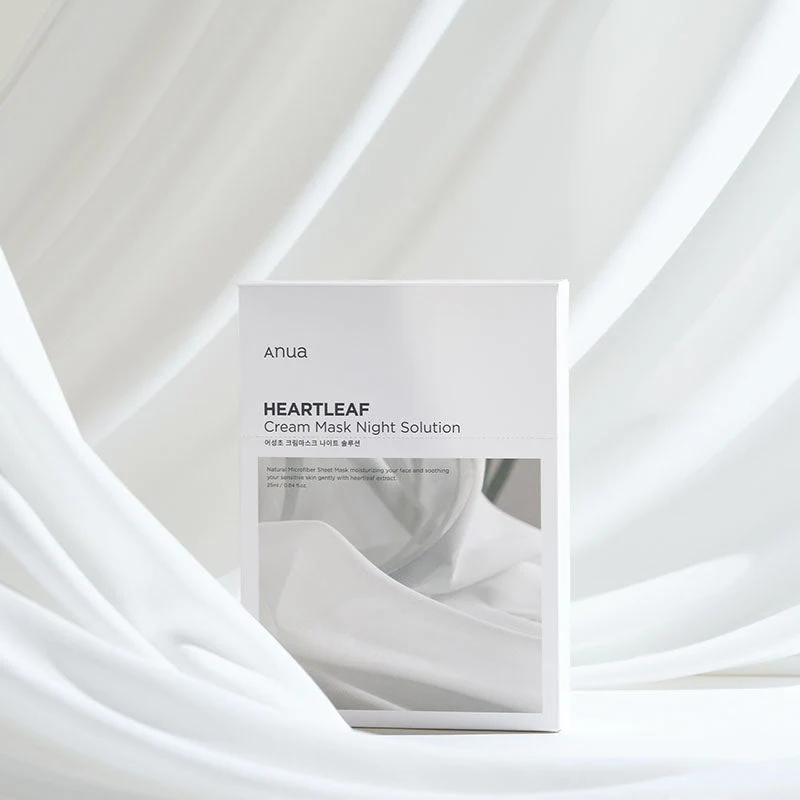 Anua
HEARTLEAF
Cream Mask Night Solution
어성초 크림마스크 나이트 솔루션
Natural Microfiber Sheet Mask moisturizing your face and soothing
your sensitive skin gently with heartleaf extract.
25ml / 0.84 fl.oz.